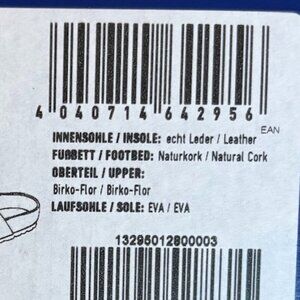 4 040714 642956
EAN
INNENSOHLE / INSOLE: echt Leder / Leather
FUßBETT / FOOTBED: Naturkork / Natural Cork
OBERTEIL / UPPER:
Birko-Flor / Birko-Flor
LAUFSOHLE / SOLE: EVA / EVA
13295012800003